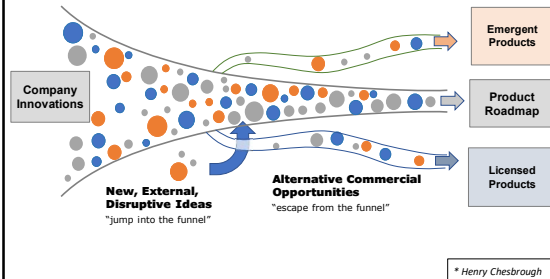 Company
Innovations
Emergent
Products
Product
Roadmap
Licensed
Products
New, External,
Disruptive Ideas
“jump into the funnel”
Alternative Commercial
Opportunities
“escape from the funnel”
* Henry Chesbrough